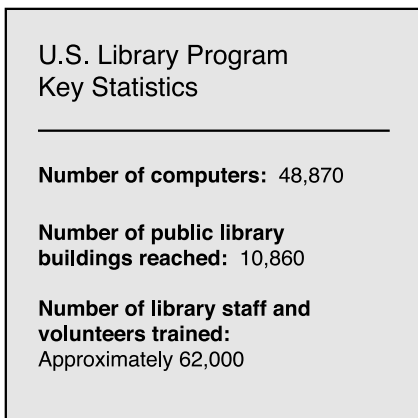 U.S. Library Program
Key Statistics
Number of computers: 48,870
Number of public library
buildings reached: 10,860
Number of library staff and
volunteers trained:
Approximately 62,000